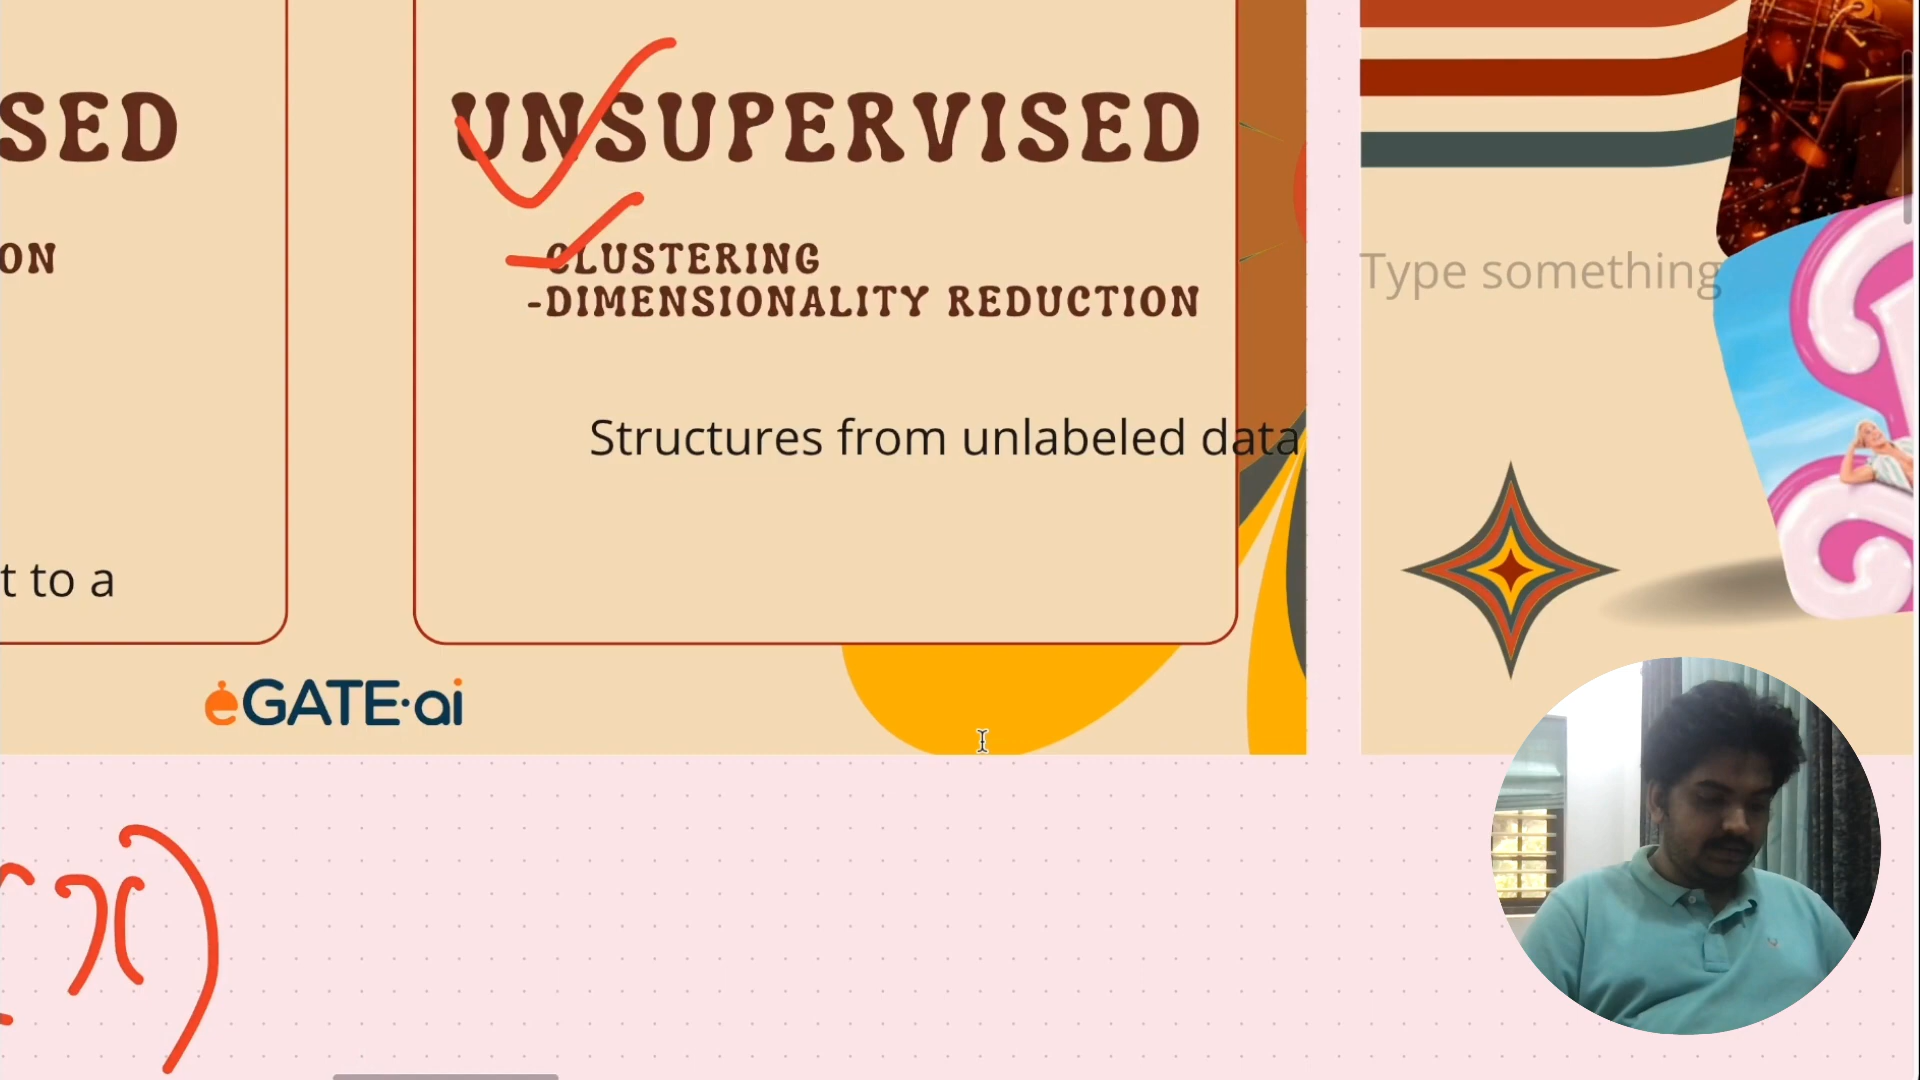 SED
UNSUPERVISED
ON
-CLUSTERING
-DIMENSIONALITY REDUCTION
Type something
Structures from unlabeled data
t to a
eGATE·ai
x)